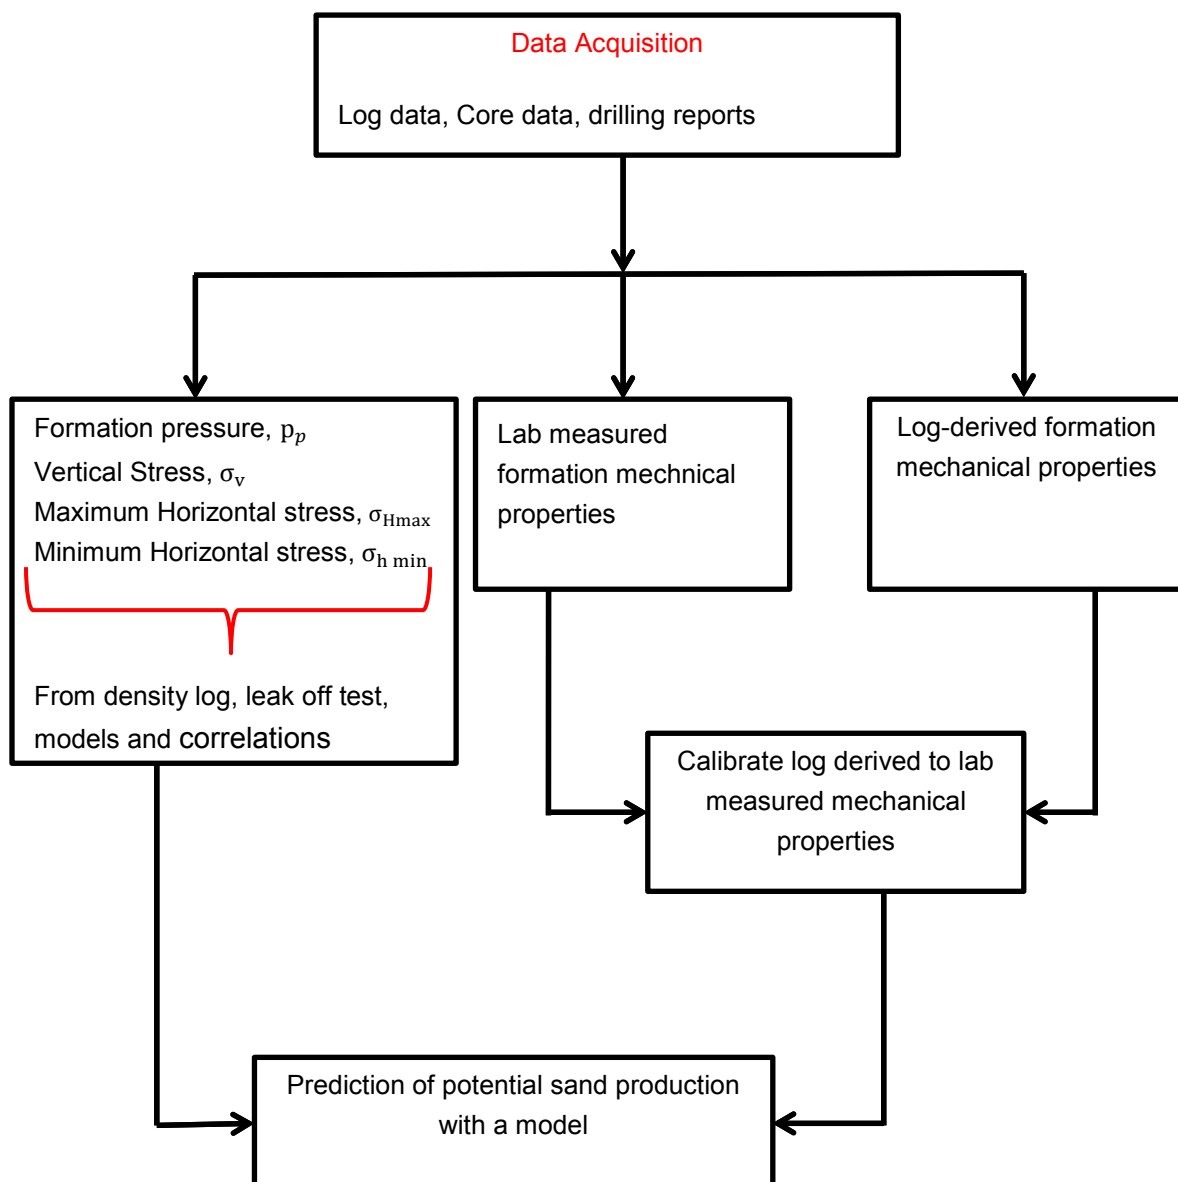 Data Acquisition
Log data, Core data, drilling reports
Formation pressure, pₚ
Vertical Stress, σᵥ
Maximum Horizontal stress, σHmax
Minimum Horizontal stress, σh min
From density log, leak off test,
models and correlations
Lab measured
formation mechnical
properties
Log-derived formation
mechanical properties
Calibrate log derived to lab
measured mechanical
properties
Prediction of potential sand production
with a model